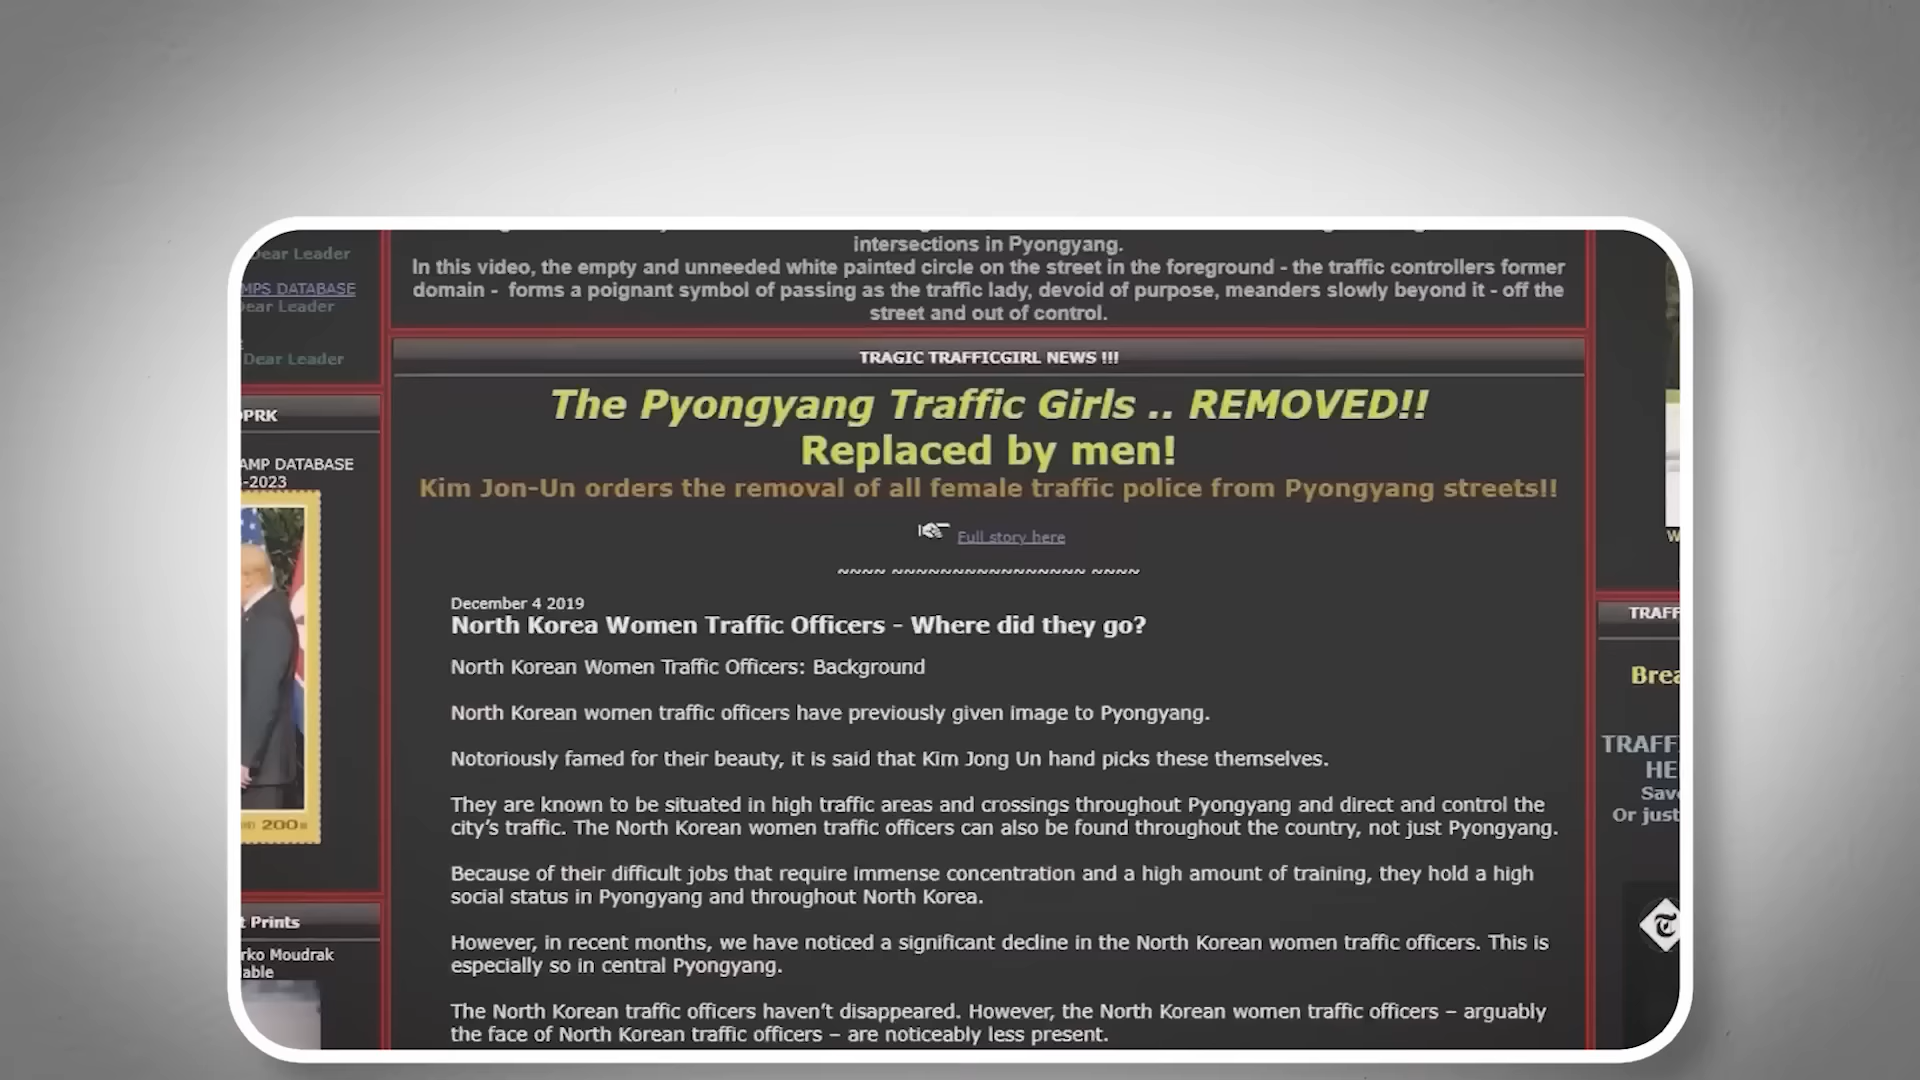 Dear Leader
MPS DATABASE
Dear Leader
Dear Leader
DPRK
AMP DATABASE
-2023
200
t Prints
rko Moudrak
able
intersections in Pyongyang.
In this video, the empty and unneeded white painted circle on the street in the foreground - the traffic controllers former
domain - forms a poignant symbol of passing as the traffic lady, devoid of purpose, meanders slowly beyond it - off the
street and out of control.
TRAGIC TRAFFICGIRL NEWS !!!
The Pyongyang Traffic Girls .. REMOVED!!
Replaced by men!
Kim Jon-Un orders the removal of all female traffic police from Pyongyang streets!!
Full story here
~~~~ ~~~~~~~~~~~~~~~~ ~~~~
December 4 2019
North Korea Women Traffic Officers - Where did they go?
North Korean Women Traffic Officers: Background
North Korean women traffic officers have previously given image to Pyongyang.
Notoriously famed for their beauty, it is said that Kim Jong Un hand picks these themselves.
They are known to be situated in high traffic areas and crossings throughout Pyongyang and direct and control the
city's traffic. The North Korean women traffic officers can also be found throughout the country, not just Pyongyang.
Because of their difficult jobs that require immense concentration and a high amount of training, they hold a high
social status in Pyongyang and throughout North Korea.
However, in recent months, we have noticed a significant decline in the North Korean women traffic officers. This is
especially so in central Pyongyang.
The North Korean traffic officers haven't disappeared. However, the North Korean women traffic officers – arguably
the face of North Korean traffic officers – are noticeably less present.
W
TRAFF
Brea
TRAFF
HE
Save
Or just